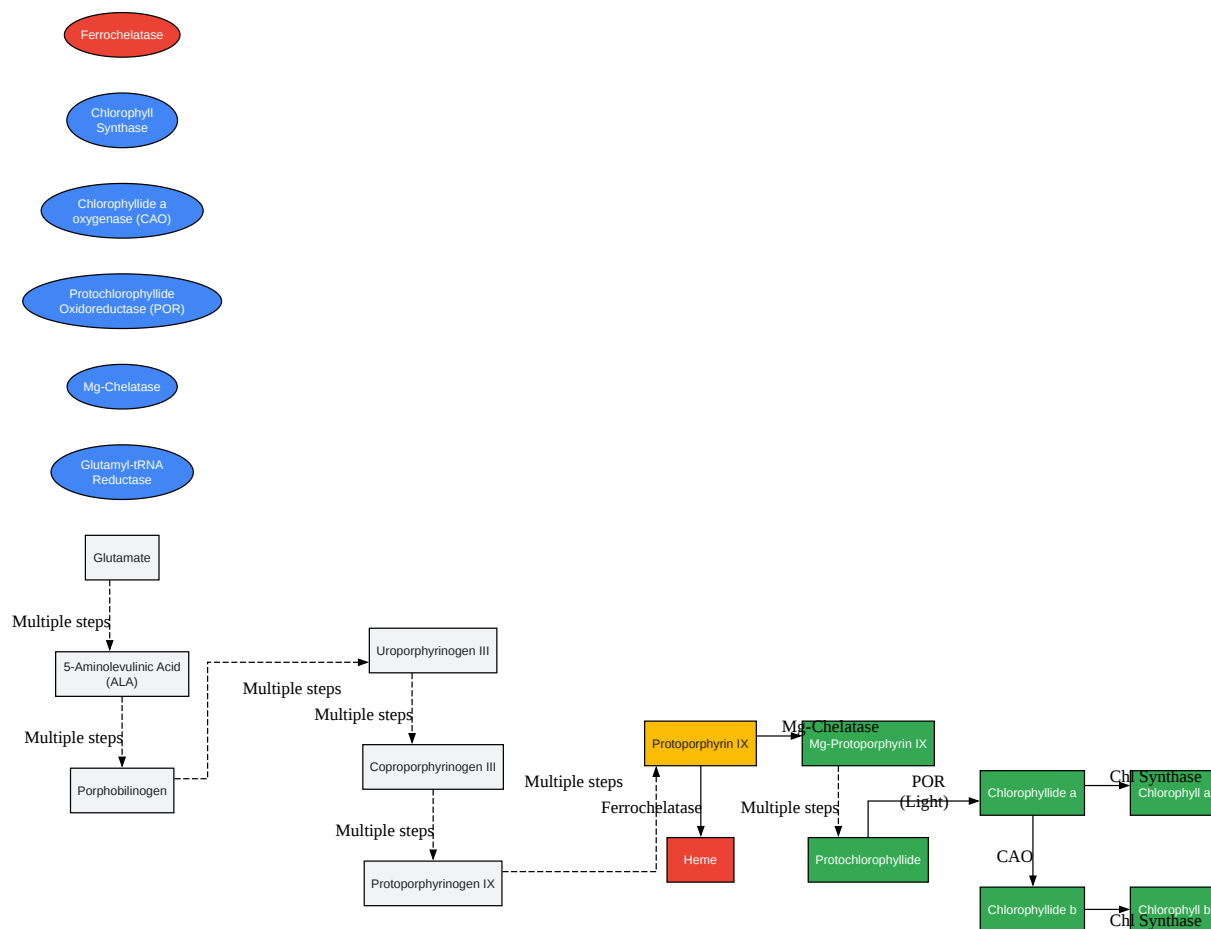 Ferrochelatase
Chlorophyll
Synthase
Chlorophyllide a
oxygenase (CAO)
Protochlorophyllide
Oxidoreductase (POR)
Mg-Chelatase
Glutamyl-tRNA
Reductase
Glutamate
Multiple steps
5-Aminolevulinic Acid
(ALA)
Multiple steps
Porphobilinogen
Multiple steps
Uroporphyrinogen III
Multiple steps
Coproporphyrinogen III
Multiple steps
Protoporphyrinogen IX
Multiple steps
Protoporphyrin IX
Ferrochelatase
Heme
Mg-Chelatase
Mg-Protoporphyrin IX
Multiple steps
Protochlorophyllide
POR
(Light)
Chlorophyllide a
Chl Synthase
Chlorophyll a
CAO
Chlorophyllide b
Chlorophyll b
Chl Synthase